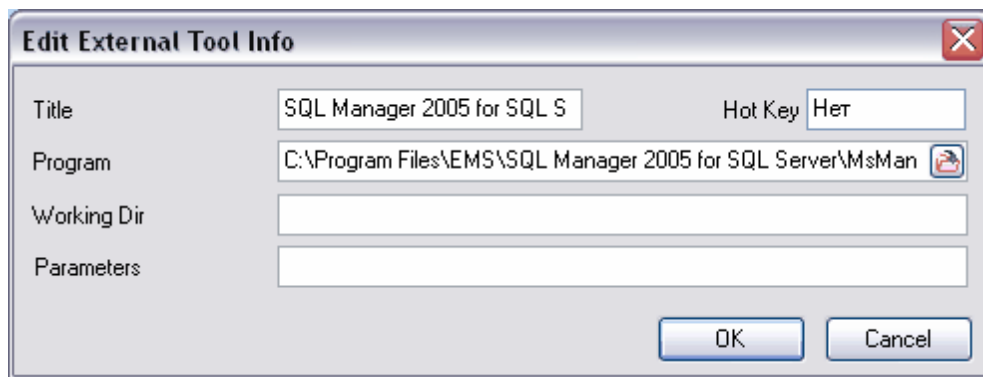 Edit External Tool Info
Title SQL Manager 2005 for SQL S Hot Key Нет
Program C:\Program Files\EMS\SQL Manager 2005 for SQL Server\MsMan
Working Dir
Parameters
OK Cancel